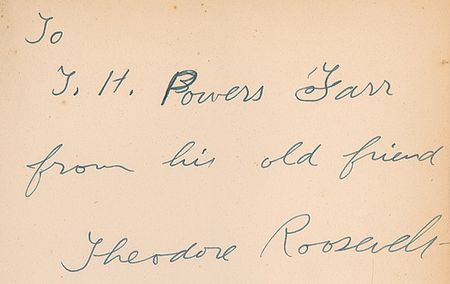 To
T. H. Powers Farr
from his old friend
Theodore Roosevelt